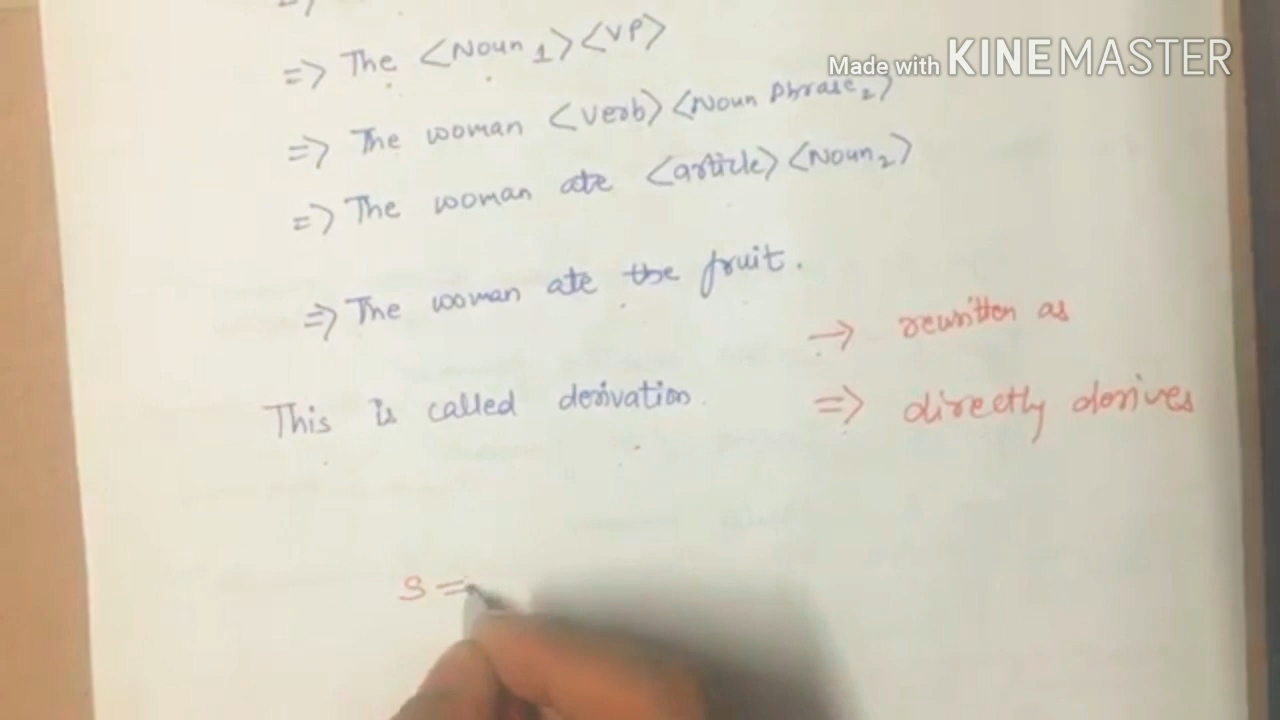 => The <Noun 1> <VP>
Made with KINEMASTER
=> The woman <verb> <Noun phrase 2>
=> The woman ate <article> <Noun 2>
=> The woman ate the fruit.
-> rewritten as
This is called derivation.
=> directly derives
S =